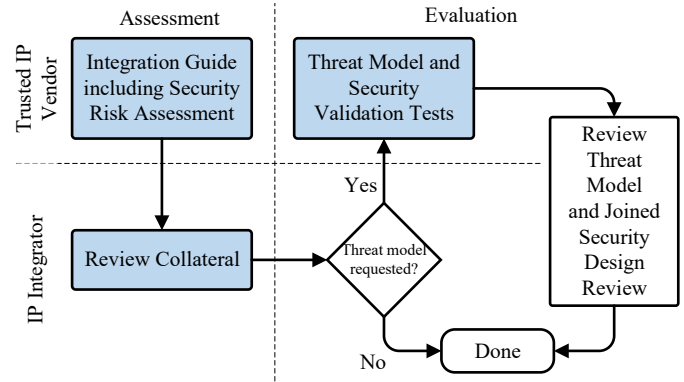 Assessment
Evaluation
Trusted IP
Vendor
Integration Guide
including Security
Risk Assessment
Threat Model and
Security
Validation Tests
Review
Threat
Model
and Joined
Security
Design
Review
IP Integrator
Review Collateral
Yes
Threat model
requested?
No
Done